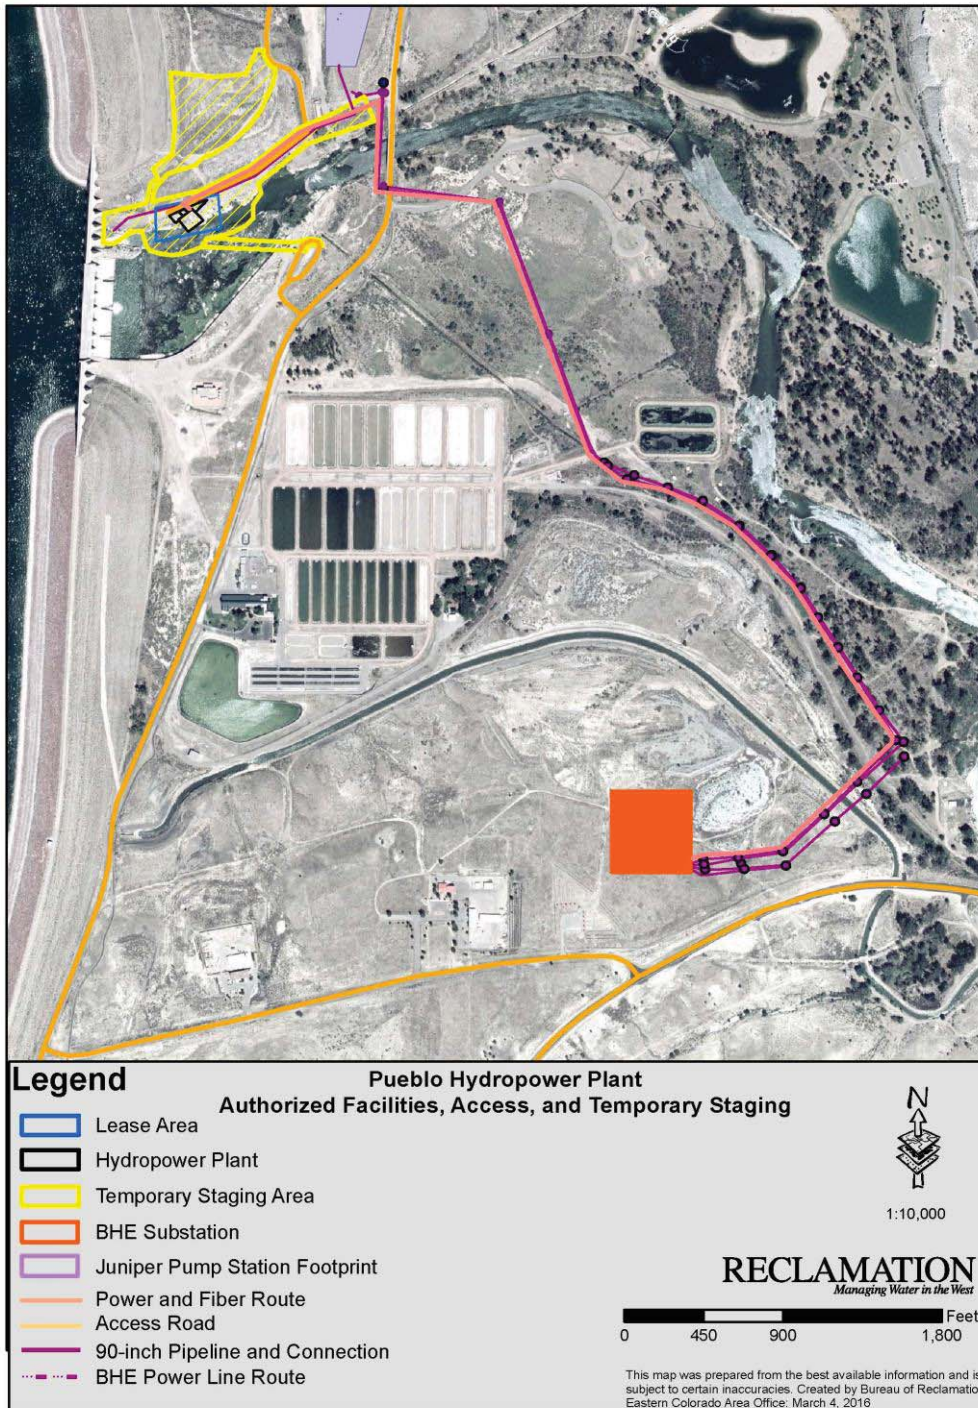 Legend
Pueblo Hydropower Plant
Authorized Facilities, Access, and Temporary Staging
Lease Area
Hydropower Plant
Temporary Staging Area
BHE Substation
Juniper Pump Station Footprint
Power and Fiber Route
Access Road
90-inch Pipeline and Connection
BHE Power Line Route
N
1:10,000
RECLAMATION
Managing Water in the West
Feet
0 450 900 1,800
This map was prepared from the best available information and is
subject to certain inaccuracies. Created by Bureau of Reclamatio
Eastern Colorado Area Office: March 4, 2016